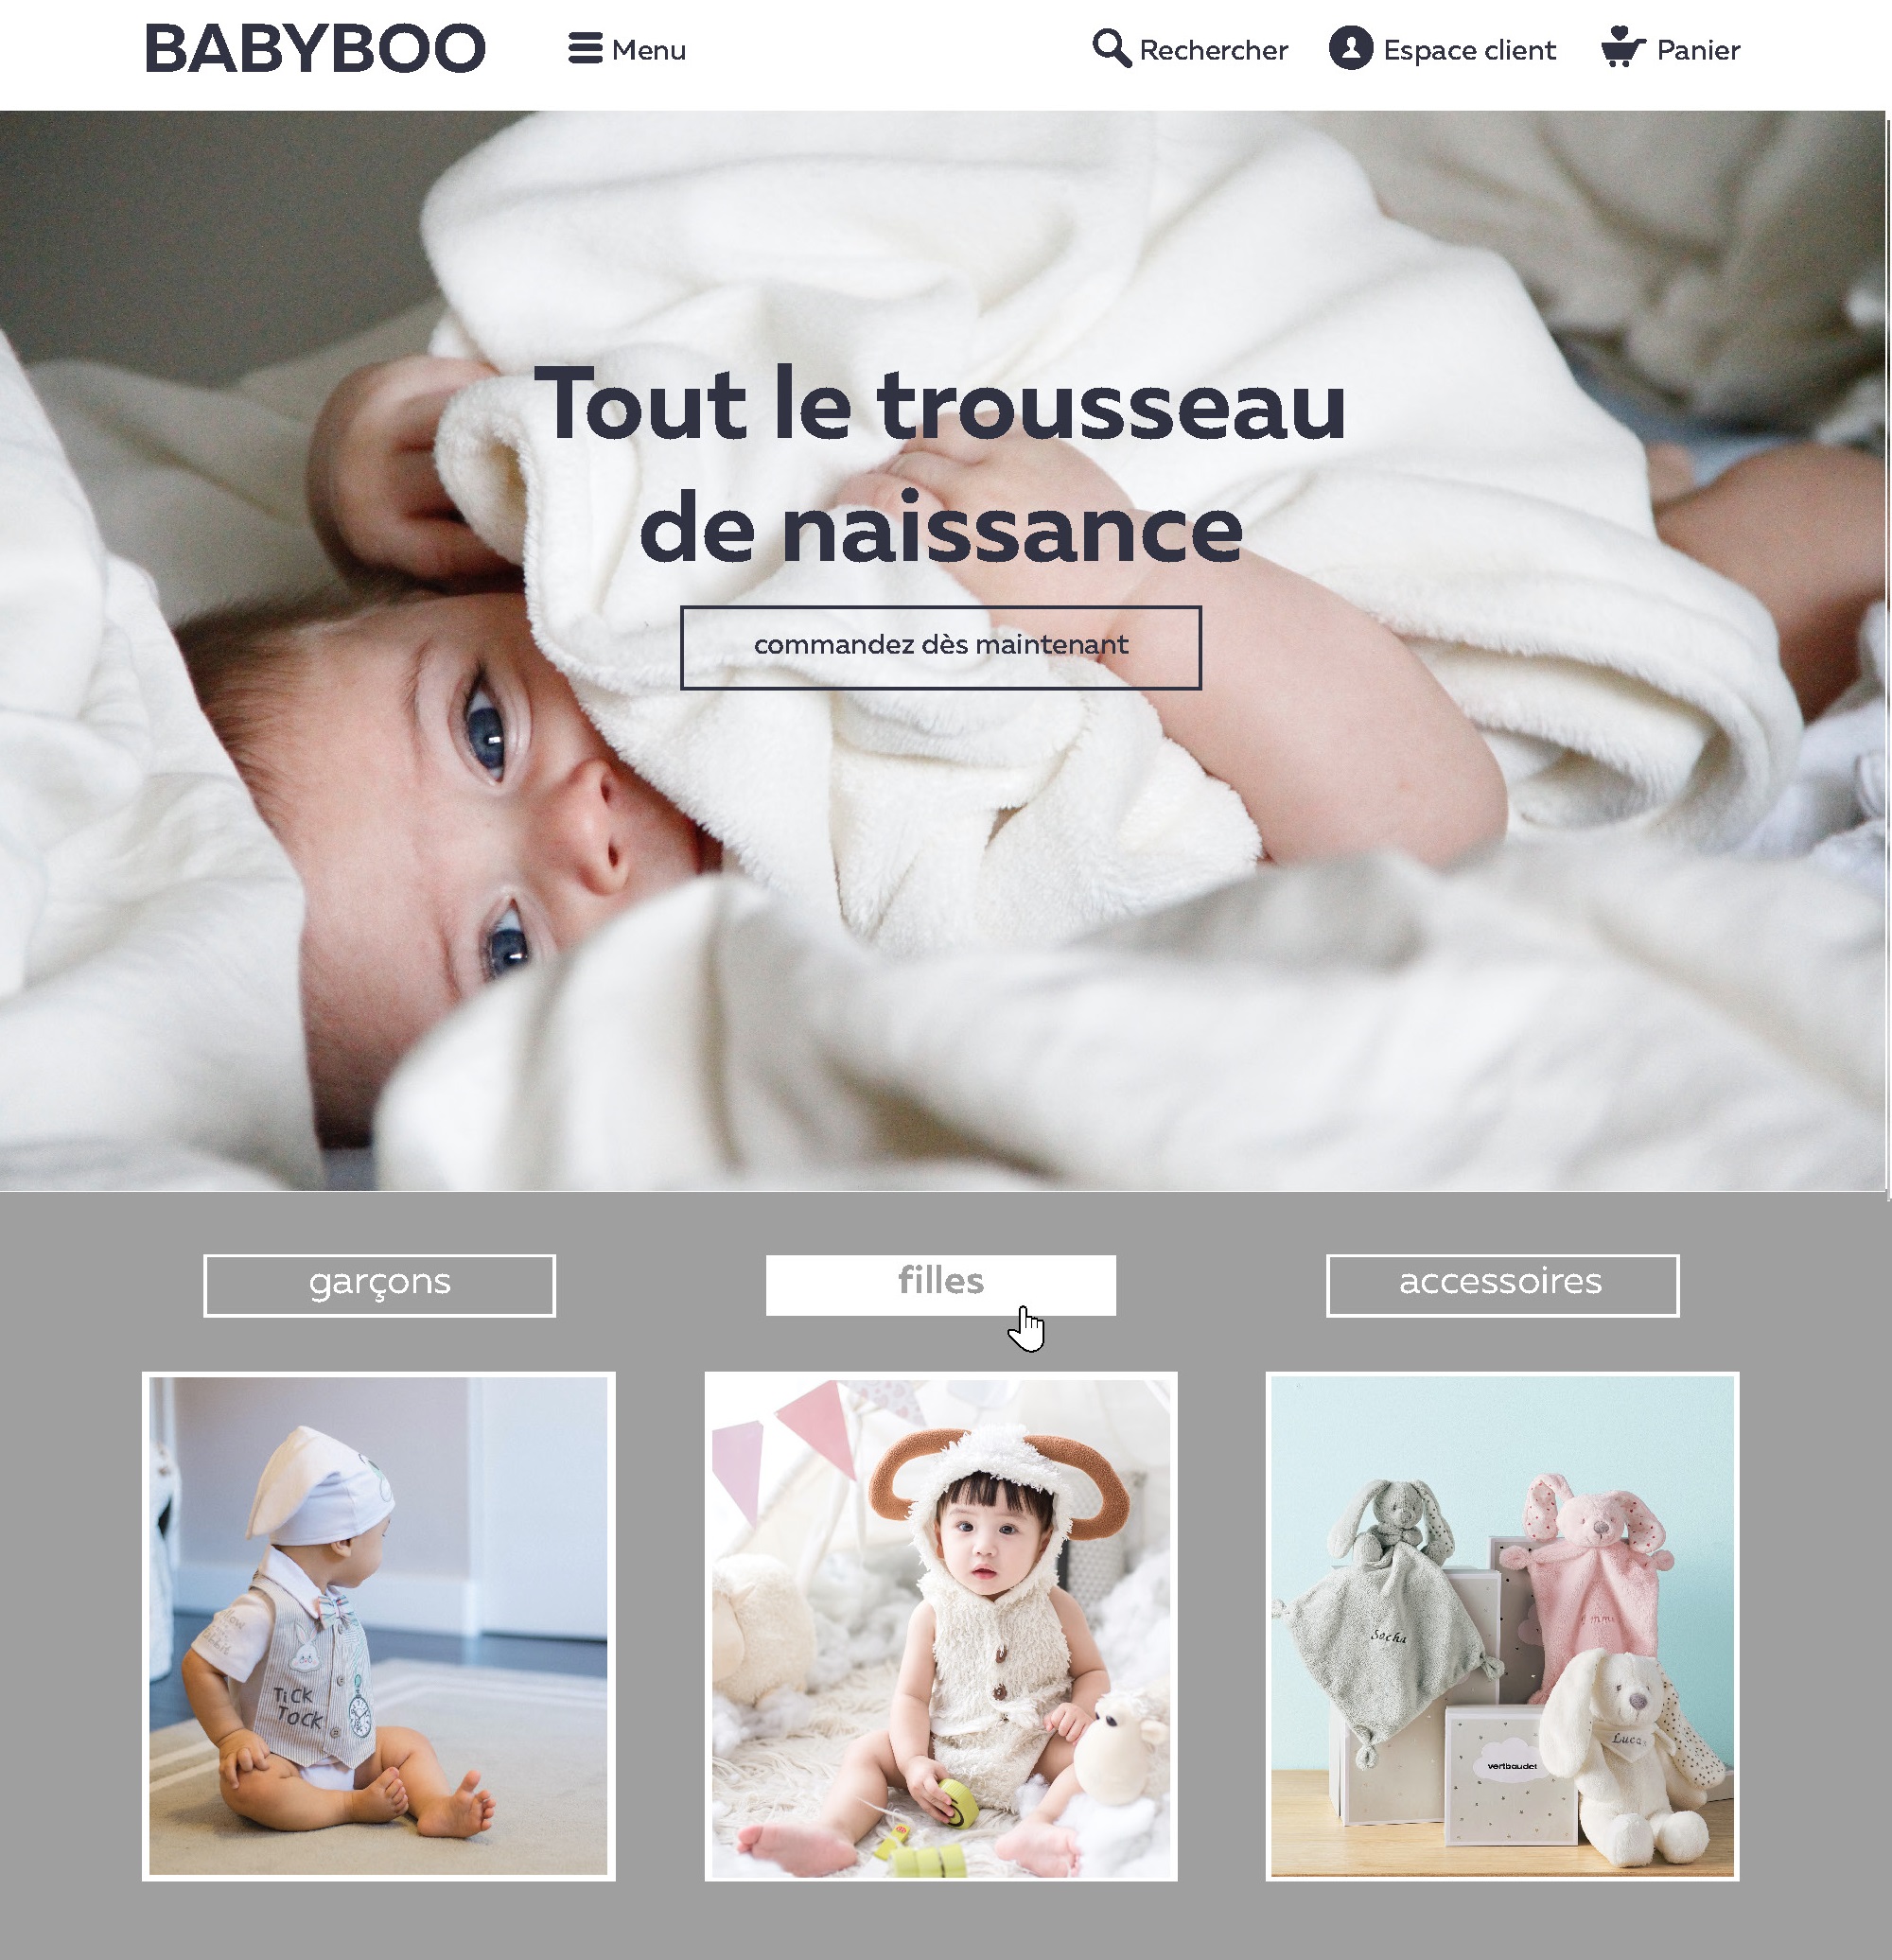 BABYBOO
Menu
Rechercher
Espace client
Panier
Tout le trousseau
de naissance
commandez dès maintenant
garçons
filles
accessoires
TiCK
TOCK
Sacha
Emma
Lucas
vertbaudet